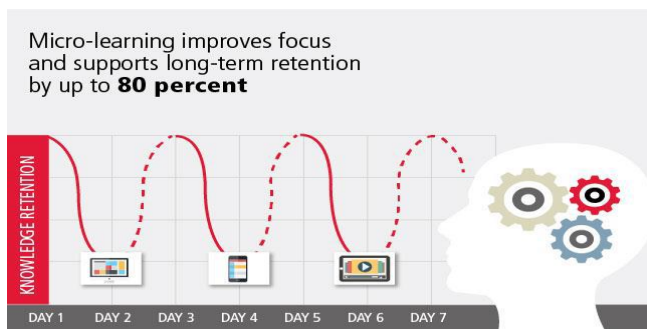 Micro-learning improves focus
and supports long-term retention
by up to 80 percent
KNOWLEDGE RETENTION
DAY 1 DAY 2 DAY 3 DAY 4 DAY 5 DAY 6 DAY 7